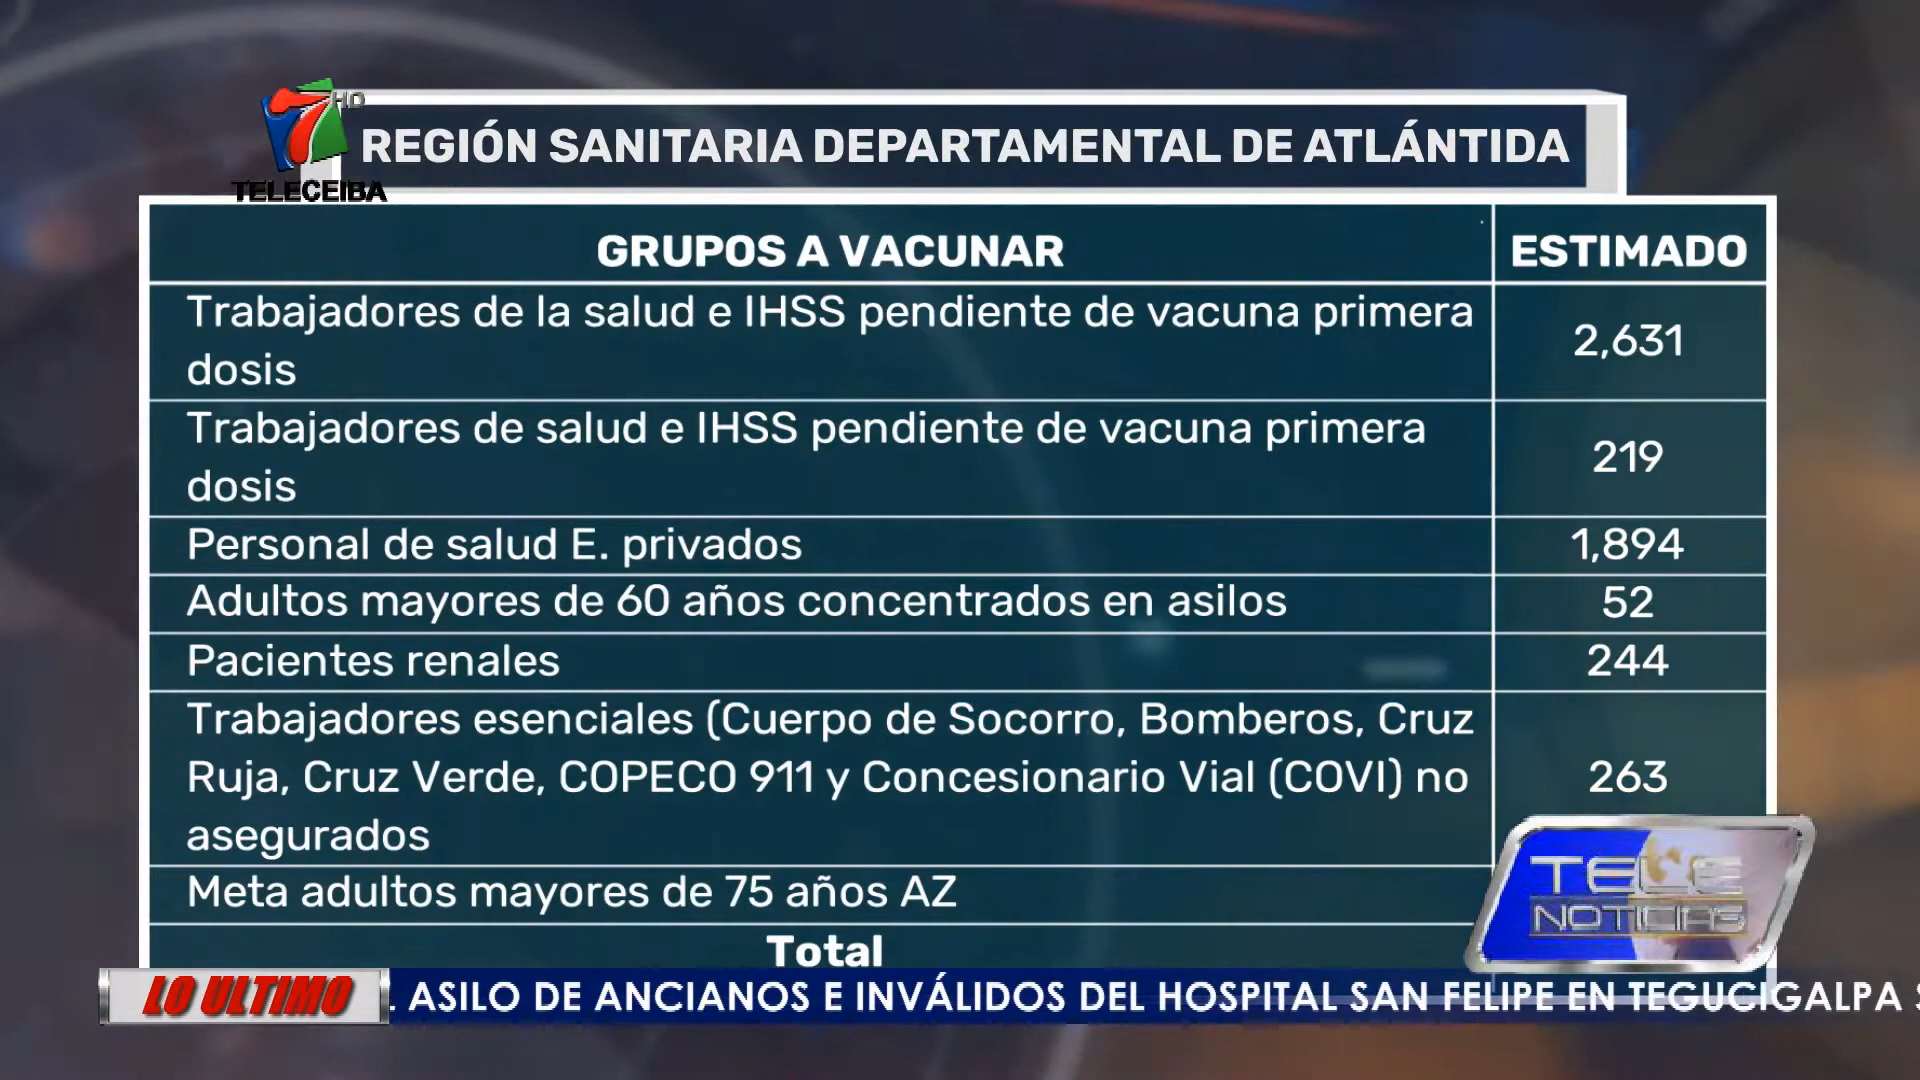 7 HD
TELECEIBA
REGIÓN SANITARIA DEPARTAMENTAL DE ATLÁNTIDA
GRUPOS A VACUNAR ESTIMADO
Trabajadores de la salud e IHSS pendiente de vacuna primera
dosis
2,631
Trabajadores de salud e IHSS pendiente de vacuna primera
dosis
219
Personal de salud E. privados 1,894
Adultos mayores de 60 años concentrados en asilos 52
Pacientes renales 244
Trabajadores esenciales (Cuerpo de Socorro, Bomberos, Cruz
Ruja, Cruz Verde, COPECO 911 y Concesionario Vial (COVI) no
asegurados
263
Meta adultos mayores de 75 años AZ
Total
TELE
NOTICIAS
LO ULTIMO
ASILO DE ANCIANOS E INVÁLIDOS DEL HOSPITAL SAN FELIPE EN TEGUCIGALPA